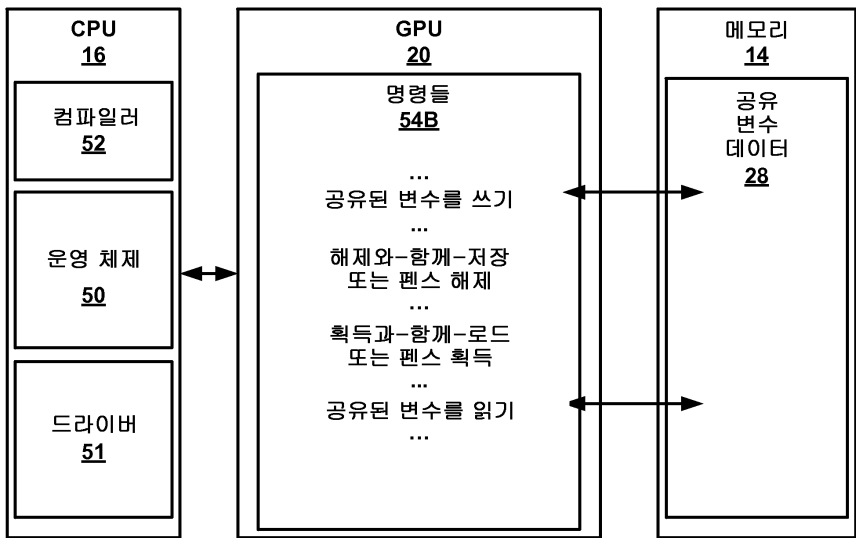 CPU
16
컴파일러
52
운영 체제
50
드라이버
51
GPU
20
명령들
54B
...
공유된 변수를 쓰기
...
해제와-함께-저장
또는 펜스 해제
...
획득과-함께-로드
또는 펜스 획득
...
공유된 변수를 읽기
...
메모리
14
공유
변수
데이터
28